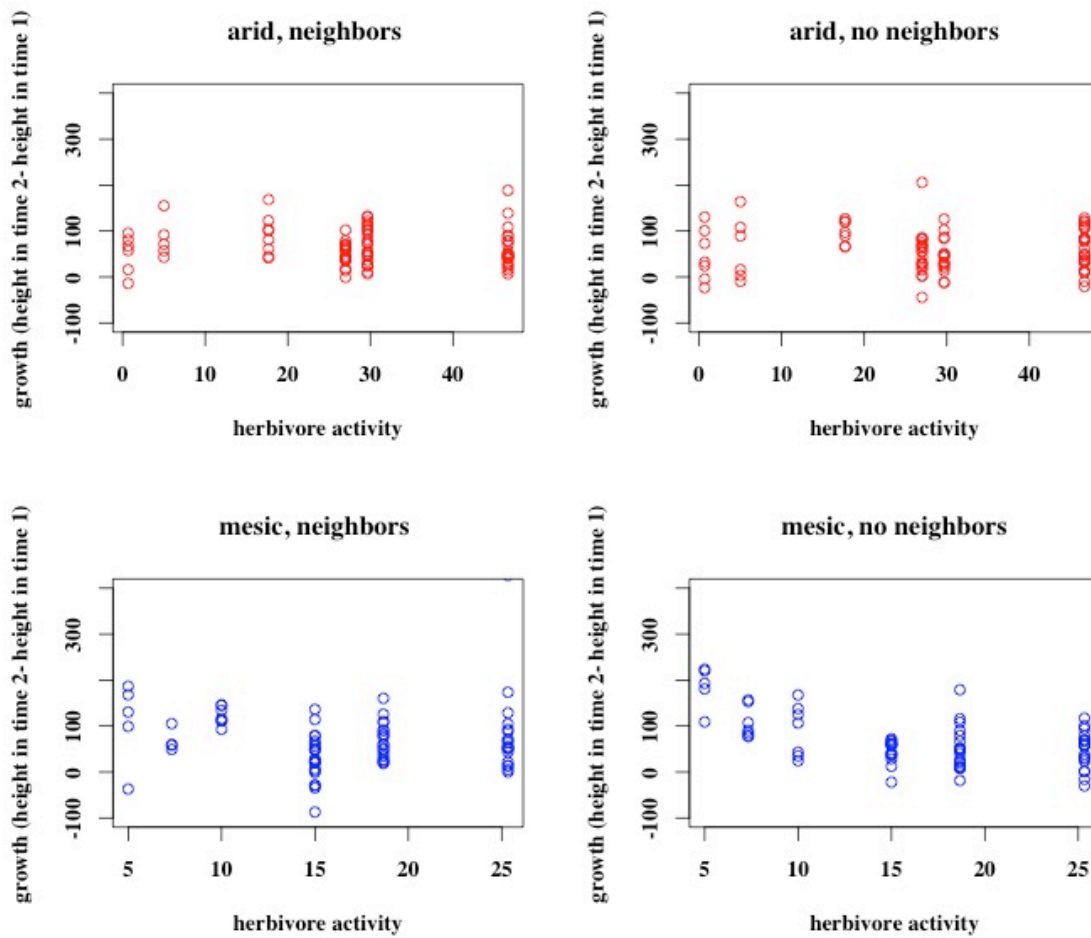 arid, neighbors
growth (height in time 2- height in time 1)
300
100
0
-100
0 10 20 30 40
herbivore activity
arid, no neighbors
growth (height in time 2- height in time 1)
300
100
0
-100
0 10 20 30 40
herbivore activity
mesic, neighbors
growth (height in time 2- height in time 1)
300
100
0
-100
5 10 15 20 25
herbivore activity
mesic, no neighbors
growth (height in time 2- height in time 1)
300
100
0
-100
5 10 15 20 25
herbivore activity